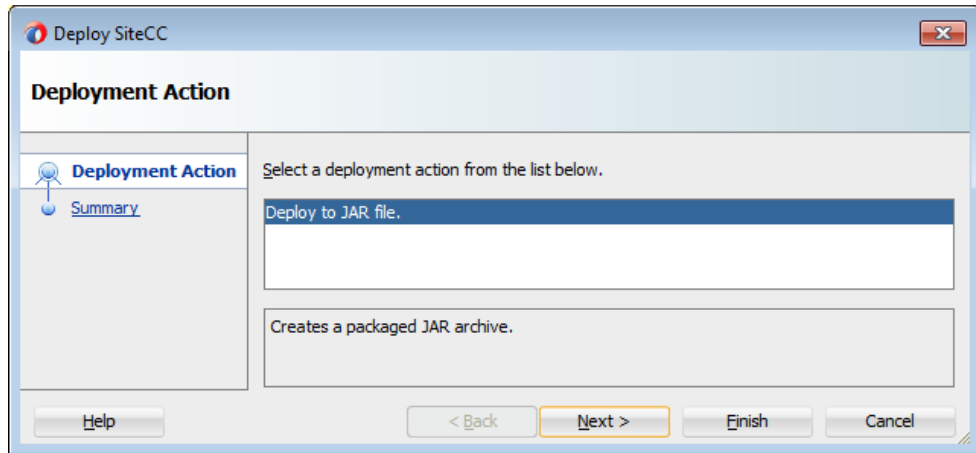 Deploy SiteCC
Deployment Action
Deployment Action
Summary
Select a deployment action from the list below.
Deploy to JAR file.
Creates a packaged JAR archive.
Help
< Back
Next >
Finish
Cancel